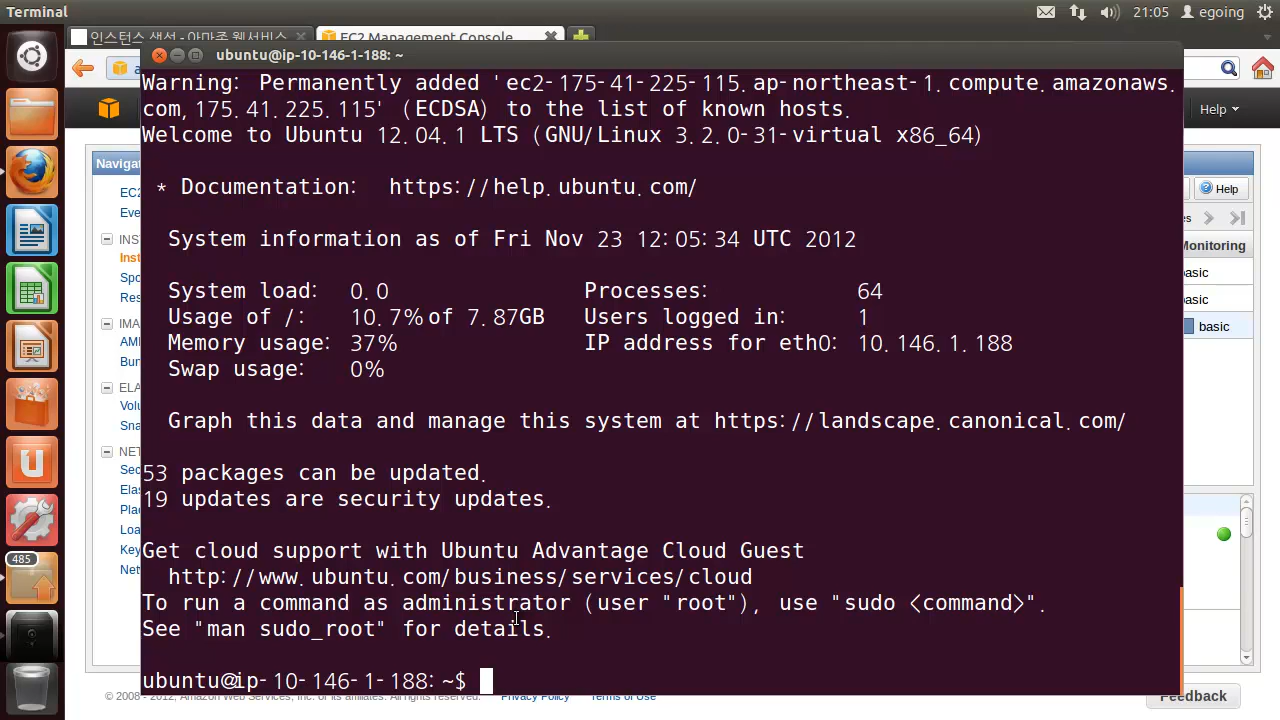 Terminal
21:05 egoing
인스턴스 생성 - 아마존 웹서비스
EC2 Management Console
ubuntu@ip-10-146-1-188: ~
Help
Warning: Permanently added 'ec2-175-41-225-115.ap-northeast-1.compute.amazonaws.
com,175.41.225.115' (ECDSA) to the list of known hosts.
Welcome to Ubuntu 12.04.1 LTS (GNU/Linux 3.2.0-31-virtual x86_64)
* Documentation: https://help.ubuntu.com/
System information as of Fri Nov 23 12:05:34 UTC 2012
System load: 0.0 Processes: 64
Usage of /: 10.7% of 7.87GB Users logged in: 1
Memory usage: 37% IP address for eth0: 10.146.1.188
Swap usage: 0%
Graph this data and manage this system at https://landscape.canonical.com/
53 packages can be updated.
19 updates are security updates.
Get cloud support with Ubuntu Advantage Cloud Guest
http://www.ubuntu.com/business/services/cloud
To run a command as administrator (user "root"), use "sudo <command>".
See "man sudo_root" for details.
ubuntu@ip-10-146-1-188:~$
Navigat
EC2
Eve
INS
Inst
Spo
Res
IMA
AMI
Bun
ELA
Volu
Sna
NET
Sec
Elas
Plac
Loa
Key
Net
Help
es
Monitoring
basic
basic
basic
485
© 2008 - 2012, Amazon Web Services, Inc. or its affiliates. All rights reserved. Privacy Policy Terms of Use
Feedback